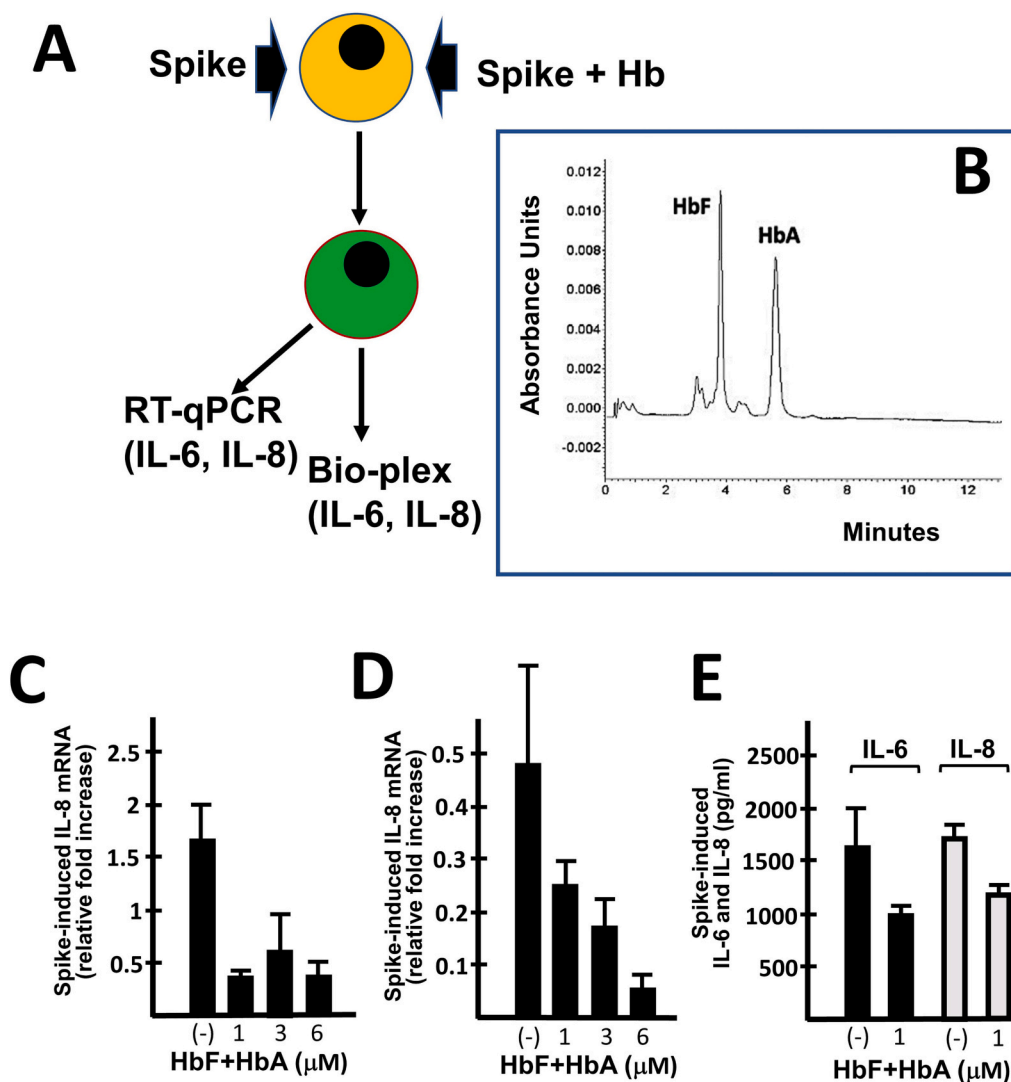 A
Spike
Spike + Hb
RT-qPCR
(IL-6, IL-8)
Bio-plex
(IL-6, IL-8)
B
Absorbance Units
0.012
0.010
0.008
0.006
0.004
0.002
0.000
-0.002
HbF
HbA
0
2
4
6
8
10
12
Minutes
C
Spike-induced IL-8 mRNA
(relative fold increase)
2.5
2
1.5
1
0.5
(-) 1 3 6
HbF+HbA (μM)
D
Spike-induced IL-8 mRNA
(relative fold increase)
0.5
0.4
0.3
0.2
0.1
(-) 1 3 6
HbF+HbA (μM)
E
Spike-induced
IL-6 and IL-8 (pg/ml)
2500
2000
1500
1000
500
IL-6
IL-8
(-) 1 (-) 1
HbF+HbA (μM)